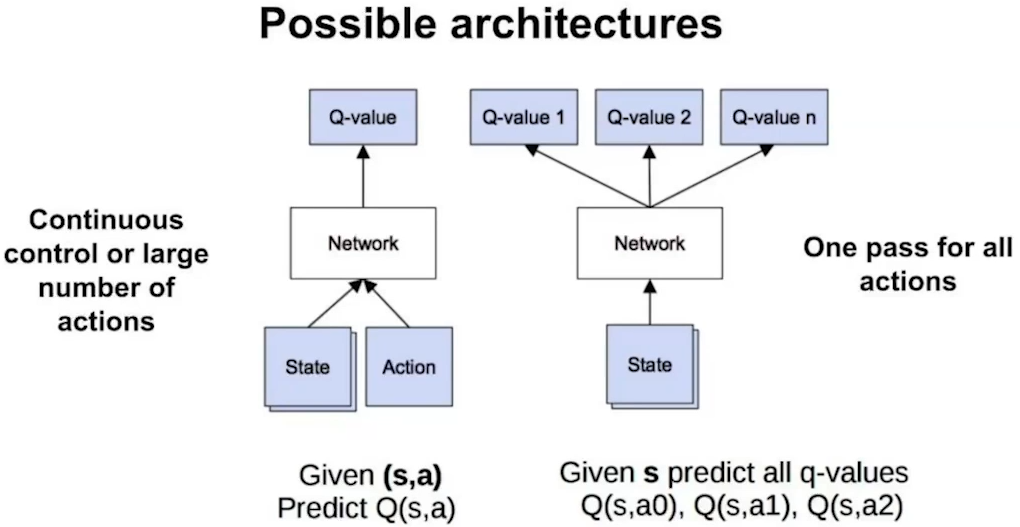 Possible architectures
Q-value
Q-value 1
Q-value 2
Q-value n
Continuous
control or large
number of
actions
Network
Network
One pass for all
actions
State
Action
State
Given (s,a)
Predict Q(s,a)
Given s predict all q-values
Q(s,a0), Q(s,a1), Q(s,a2)